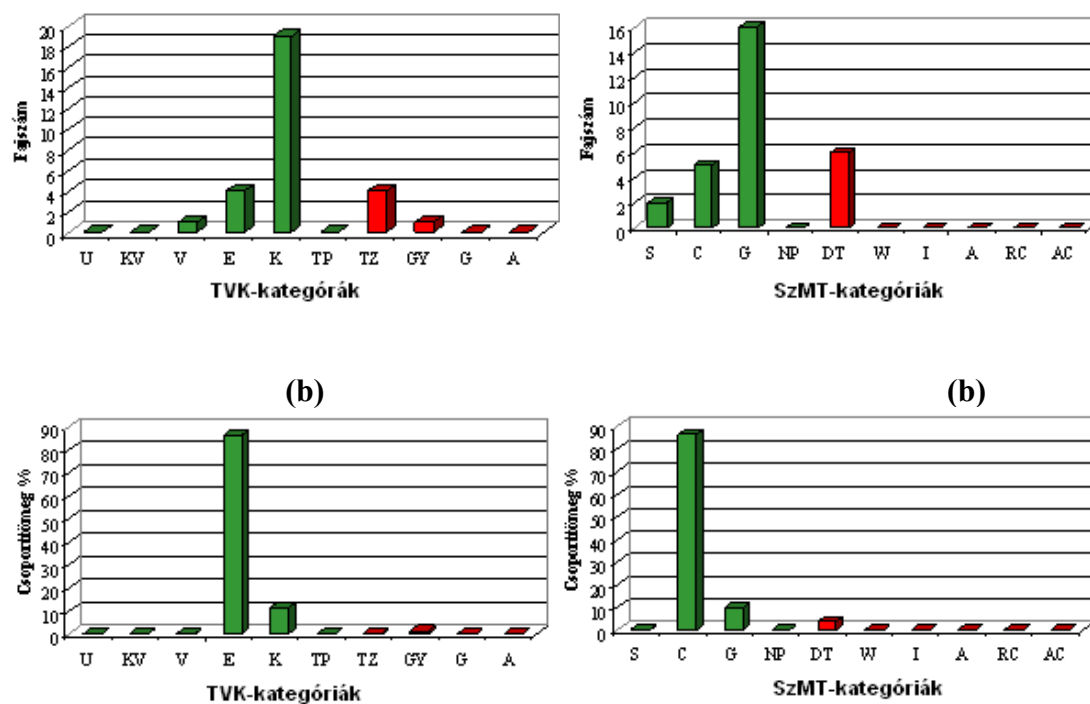 20
18
16
14
12
10
8
6
4
2
0
Fajszám
U KV V E K TP TZ GY G A
TVK-kategórák
16
14
12
10
8
6
4
2
0
Fajszám
S C G NP DT W I A RC AC
SzMT-kategóriák
(b)
(b)
90
80
70
60
50
40
30
20
10
0
Csoporttömeg %
U KV V E K TP TZ GY G A
TVK-kategóriák
90
80
70
60
50
40
30
20
10
0
Csoporttömeg %
S C G NP DT W I A RC AC
SzMT-kategóriák